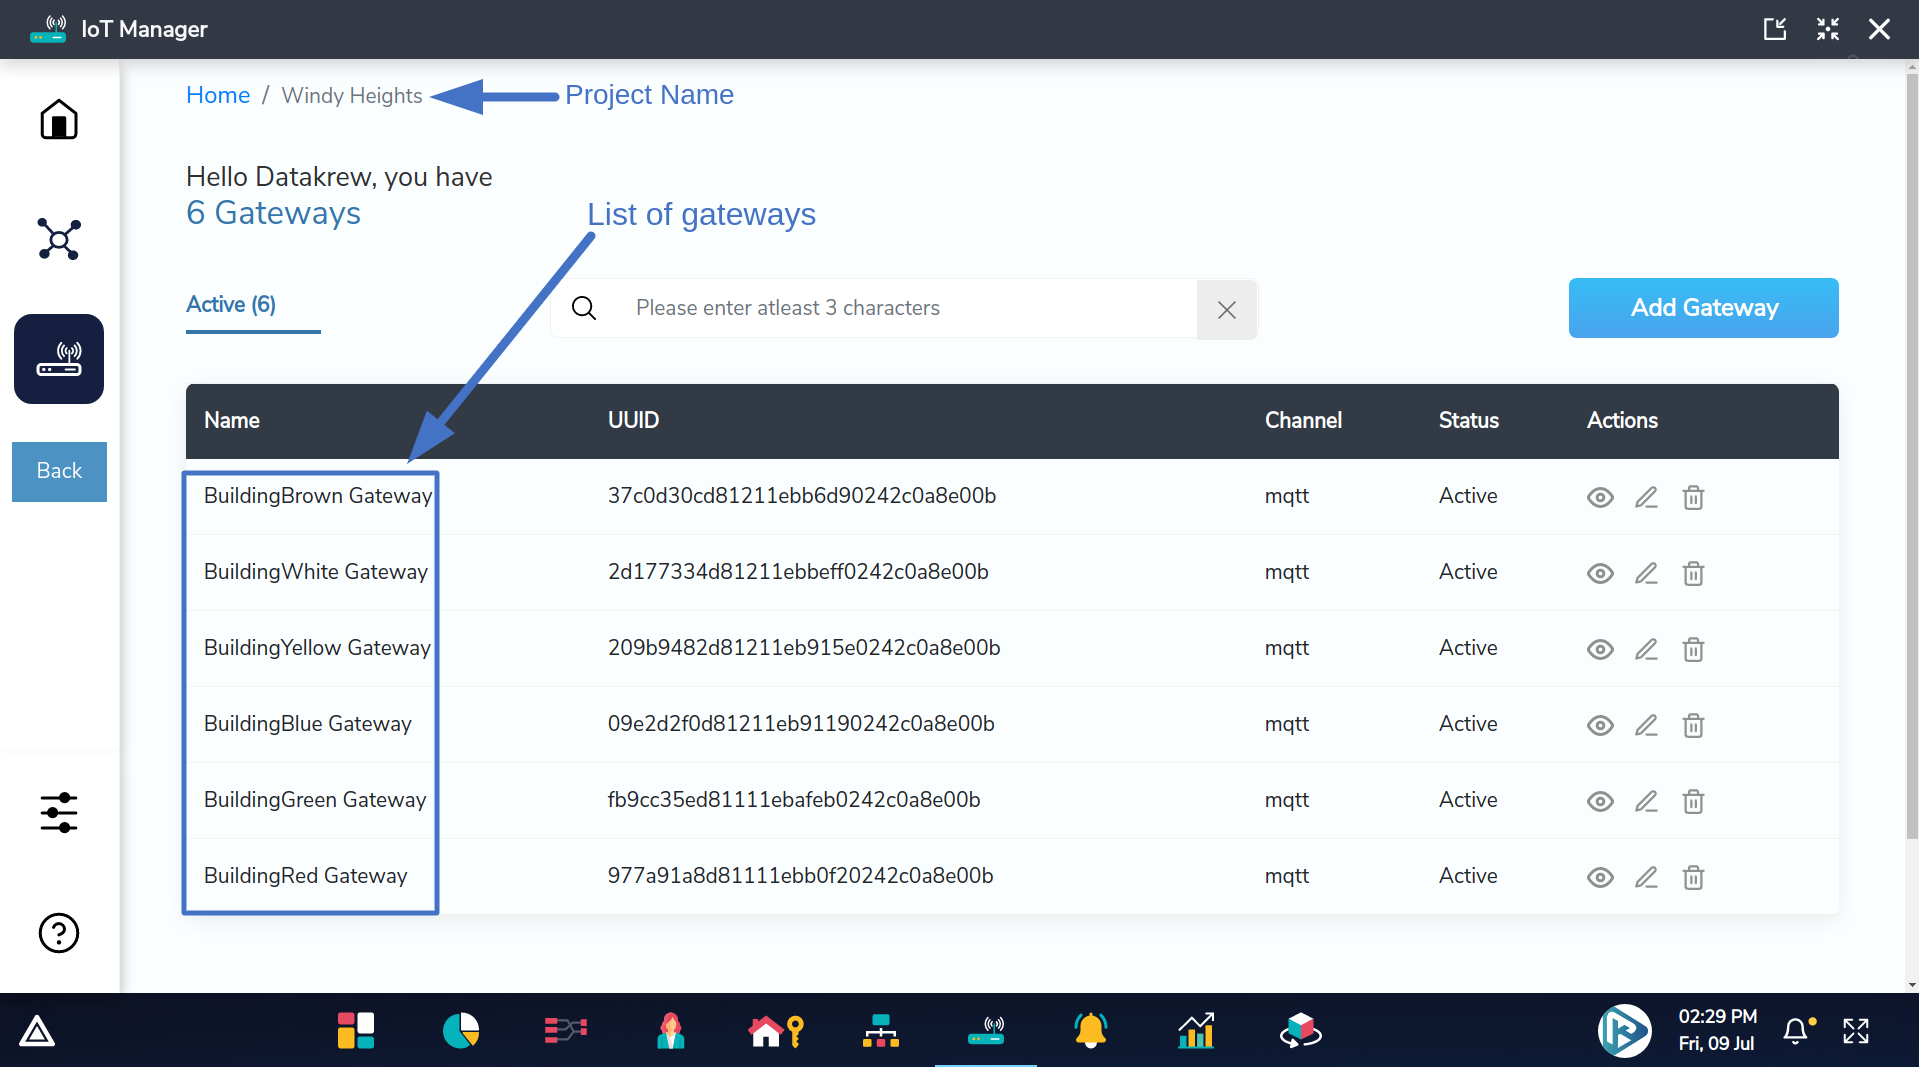 IoT Manager
Home / Windy Heights
Project Name
Hello Datakrew, you have
6 Gateways
List of gateways
Active (6)
Please enter atleast 3 characters
Add Gateway
Back
Name UUID Channel Status Actions
BuildingBrown Gateway 37c0d30cd81211ebb6d90242c0a8e00b mqtt Active
BuildingWhite Gateway 2d177334d81211ebbeff0242c0a8e00b mqtt Active
BuildingYellow Gateway 209b9482d81211eb915e0242c0a8e00b mqtt Active
BuildingBlue Gateway 09e2d2f0d81211eb91190242c0a8e00b mqtt Active
BuildingGreen Gateway fb9cc35ed81111ebafeb0242c0a8e00b mqtt Active
BuildingRed Gateway 977a91a8d81111ebb0f20242c0a8e00b mqtt Active
02:29 PM
Fri, 09 Jul